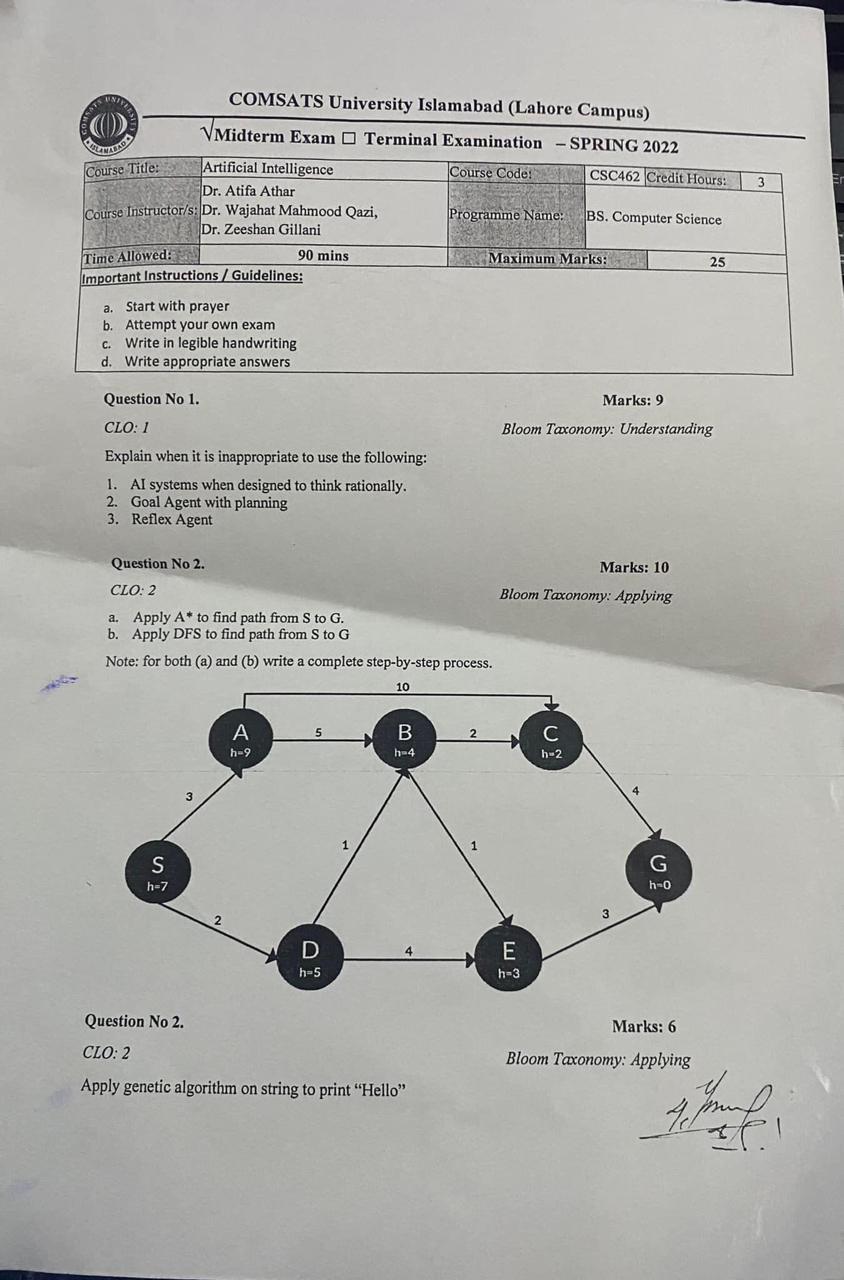 COMSATS University Islamabad (Lahore Campus)
√Midterm Exam ☐ Terminal Examination – SPRING 2022
Course Title: Artificial Intelligence Course Code: CSC462 Credit Hours: 3
Course Instructor/s: Dr. Atifa Athar
Dr. Wajahat Mahmood Qazi,
Dr. Zeeshan Gillani
Programme Name: BS. Computer Science
Time Allowed: 90 mins Maximum Marks: 25
Important Instructions / Guidelines:
a. Start with prayer
b. Attempt your own exam
c. Write in legible handwriting
d. Write appropriate answers
Question No 1. Marks: 9
CLO: 1 Bloom Taxonomy: Understanding
Explain when it is inappropriate to use the following:
1. AI systems when designed to think rationally.
2. Goal Agent with planning
3. Reflex Agent
Question No 2. Marks: 10
CLO: 2 Bloom Taxonomy: Applying
a. Apply A* to find path from S to G.
b. Apply DFS to find path from S to G
Note: for both (a) and (b) write a complete step-by-step process.
10
A 5 B 2 C
h=9 h=4 h=2
3 4
1 1
S G
h=7 h=0
2 3
D 4 E
h=5 h=3
Question No 2. Marks: 6
CLO: 2 Bloom Taxonomy: Applying
Apply genetic algorithm on string to print “Hello”